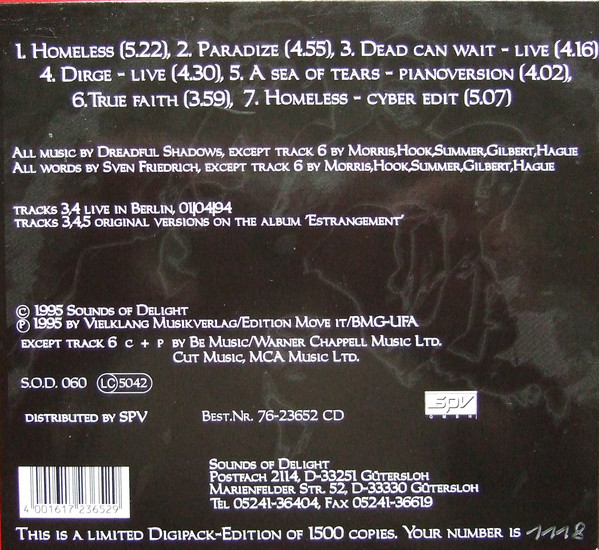 1. Homeless (5.22), 2. Paradize (4.55), 3. Dead can wait - live (4.16)
4. Dirge - live (4.30), 5. A sea of tears - pianoversion (4.02),
6.True faith (3.59), 7. Homeless - cyber edit (5.07)
All music by Dreadful Shadows, except track 6 by Morris,Hook,Summer,Gilbert,Hague
All words by Sven Friedrich, except track 6 by Morris,Hook,Summer,Gilbert,Hague
tracks 3,4 live in Berlin, 01|04|94
tracks 3,4,5 original versions on the album 'Estrangement'
© 1995 Sounds of Delight
℗ 1995 by Vielklang Musikverlag/Edition Move it/BMG-UFA
except track 6 c + p by Be Music/Warner Chappell Music Ltd.
Cut Music, MCA Music Ltd.
S.O.D. 060 LC 5042
distributed by SPV Best.Nr. 76-23652 CD
SPV
GMBH
Sounds of Delight
Postfach 2114, D-33251 Gütersloh
Marienfelder Str. 52, D-33330 Gütersloh
Tel 05241-36404, Fax 05241-36619
4 001617 236529
This is a limited Digipack-Edition of 1500 copies. Your number is 1118